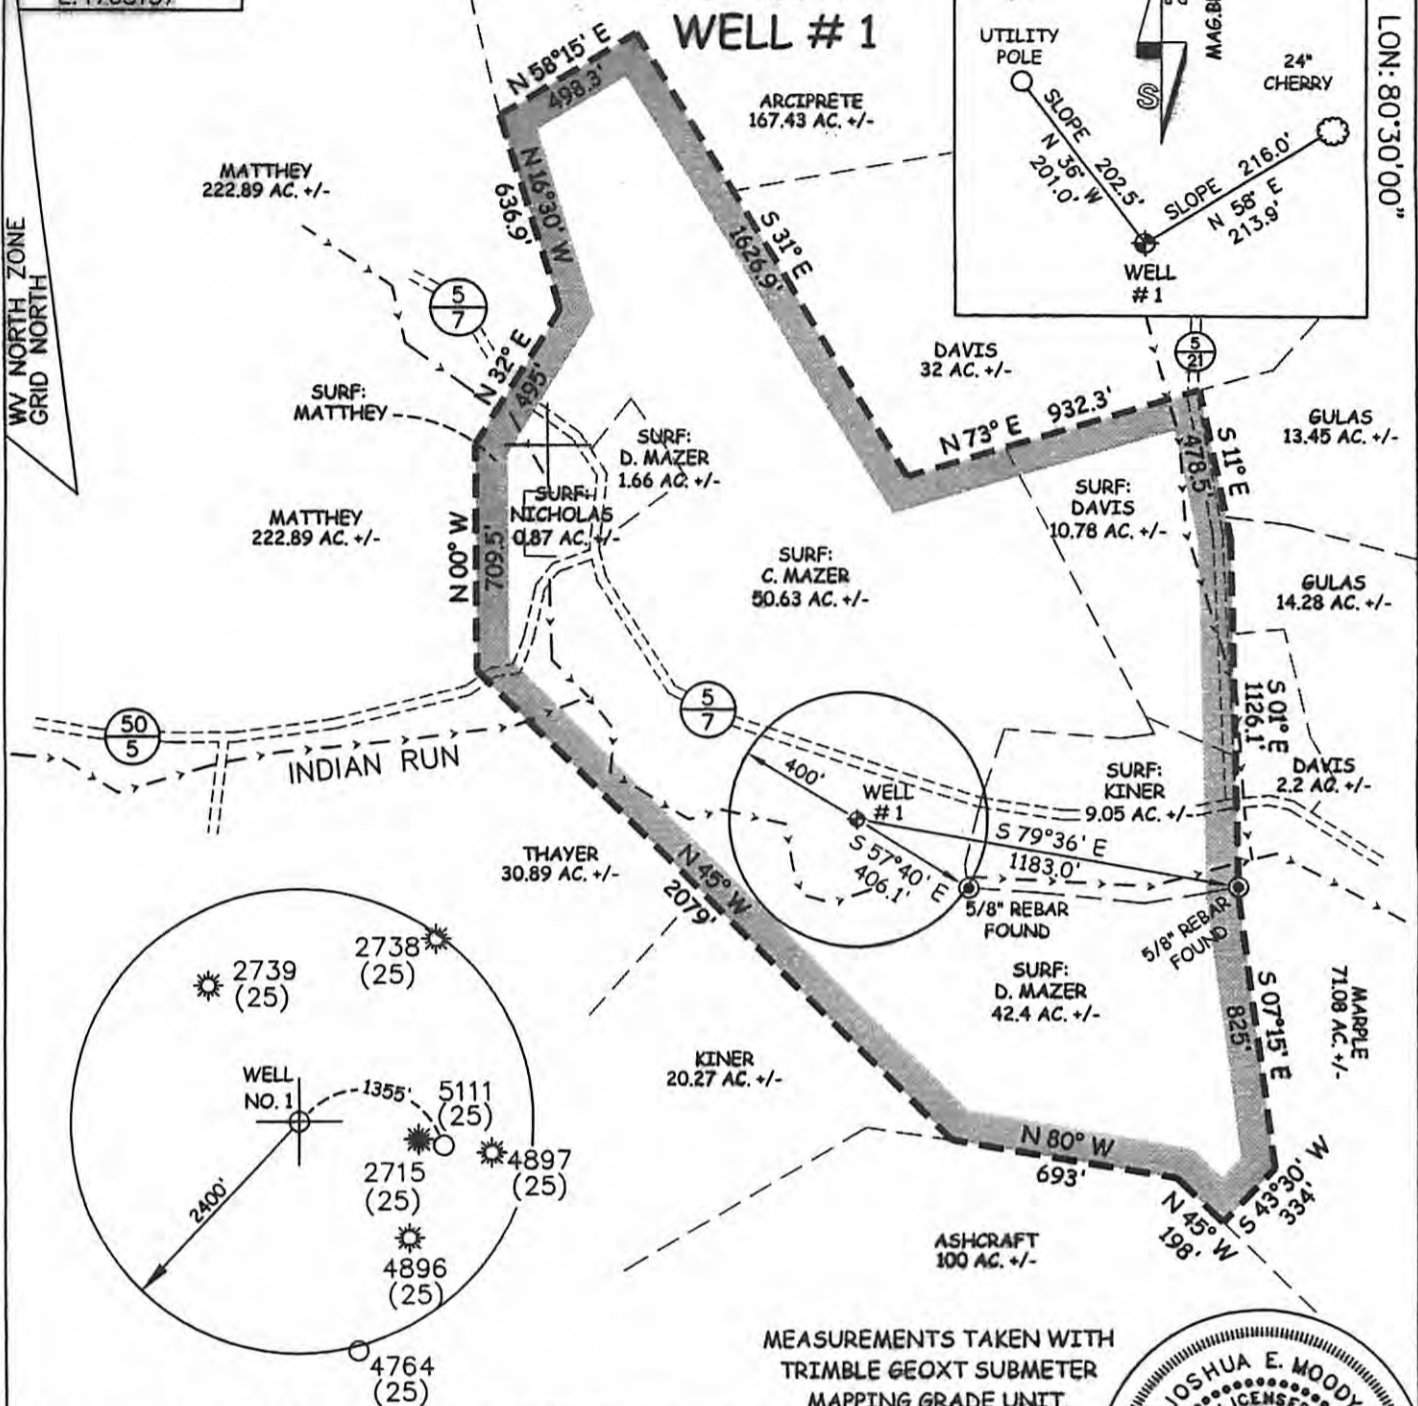 WELL # 1
LON: 80°30'00"
WV NORTH ZONE
GRID NORTH
UTILITY
POLE
24"
CHERRY
S
SLOPE 202.5'
N 36° W
201.0'
SLOPE 216.0'
N 58° E
213.9'
WELL
# 1
N 58°15' E
498.3'
ARCIPRETE
167.43 AC. +/-
MATTHEY
222.89 AC. +/-
N 16°30' W
636.9'
S 31° E
1626.9'
5
7
N 32° E
495'
SURF:
MATTHEY
DAVIS
32 AC. +/-
5
21
N 73° E 932.3'
S 11° E
478.5'
GULAS
13.45 AC. +/-
SURF:
D. MAZER
1.66 AC. +/-
SURF:
NICHOLAS
0.87 AC. +/-
MATTHEY
222.89 AC. +/-
N 00° W
709.5'
SURF:
DAVIS
10.78 AC. +/-
SURF:
C. MAZER
50.63 AC. +/-
GULAS
14.28 AC. +/-
50
5
INDIAN RUN
5
7
400'
WELL
# 1
S 01° E
1126.1'
SURF:
KINER
9.05 AC. +/-
DAVIS
2.2 AC. +/-
S 79°36' E
1183.0'
S 57°40' E
406.1'
5/8" REBAR
FOUND
5/8" REBAR
FOUND
THAYER
30.89 AC. +/-
N 45° W
2079'
SURF:
D. MAZER
42.4 AC. +/-
S 07°15' E
825'
MARPLE
71.08 AC. +/-
KINER
20.27 AC. +/-
N 80° W
693'
N 45° W
198'
S 43°30' W
334'
ASHCRAFT
100 AC. +/-
2738
(25)
2739
(25)
WELL
NO. 1
1355'
5111
(25)
2715
(25)
4897
(25)
2400'
4896
(25)
4764
(25)
MEASUREMENTS TAKEN WITH
TRIMBLE GEOXT SUBMETER
MAPPING GRADE UNIT.
JOSHUA E. MOODY
LICENSED